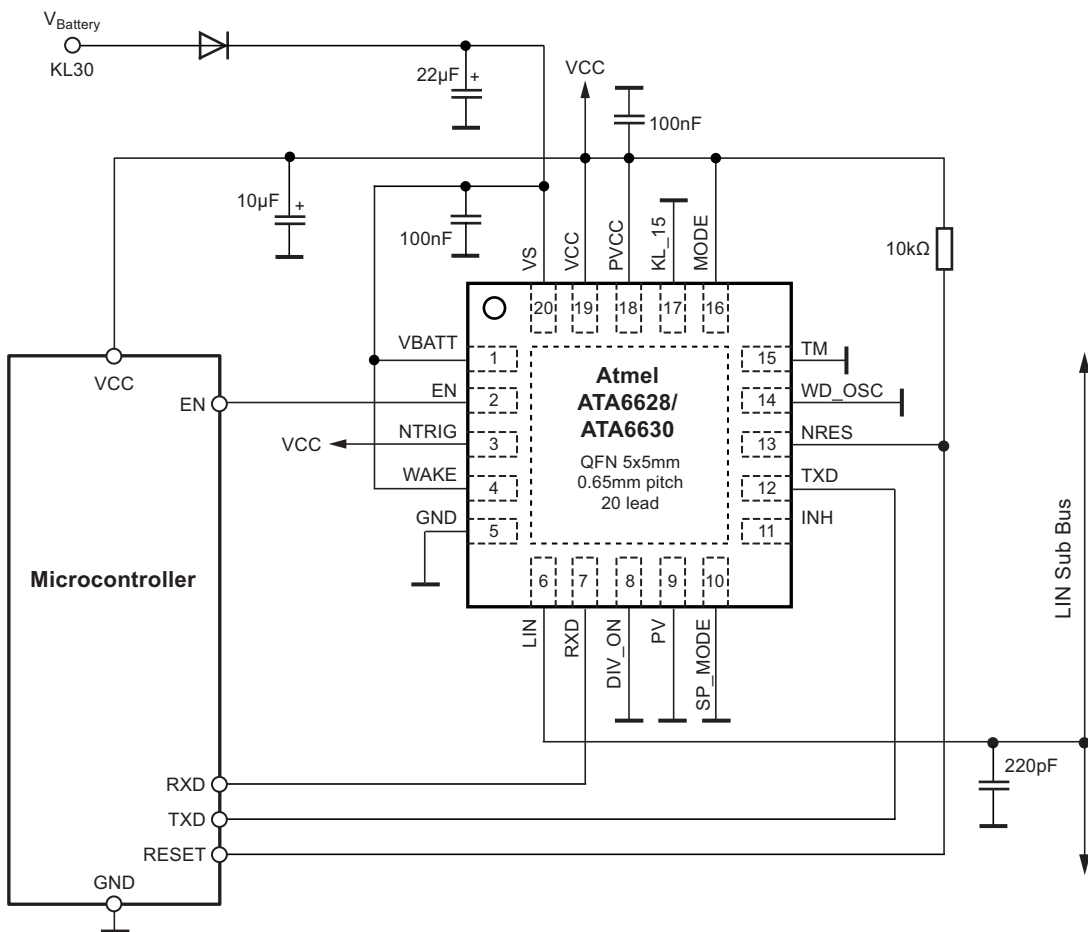 V_Battery
KL30
22µF +
VCC
100nF
10µF +
100nF
10kΩ
VS
VCC
PVCC
KL_15
MODE
20
19
18
17
16
VBATT
1
EN
2
NTRIG
3
VCC
WAKE
4
GND
5
Atmel
ATA6628/
ATA6630
QFN 5x5mm
0.65mm pitch
20 lead
15
TM
14
WD_OSC
13
NRES
12
TXD
11
INH
6
7
8
9
10
LIN
RXD
DIV_ON
PV
SP_MODE
VCC
EN
Microcontroller
RXD
TXD
RESET
GND
220pF
LIN Sub Bus